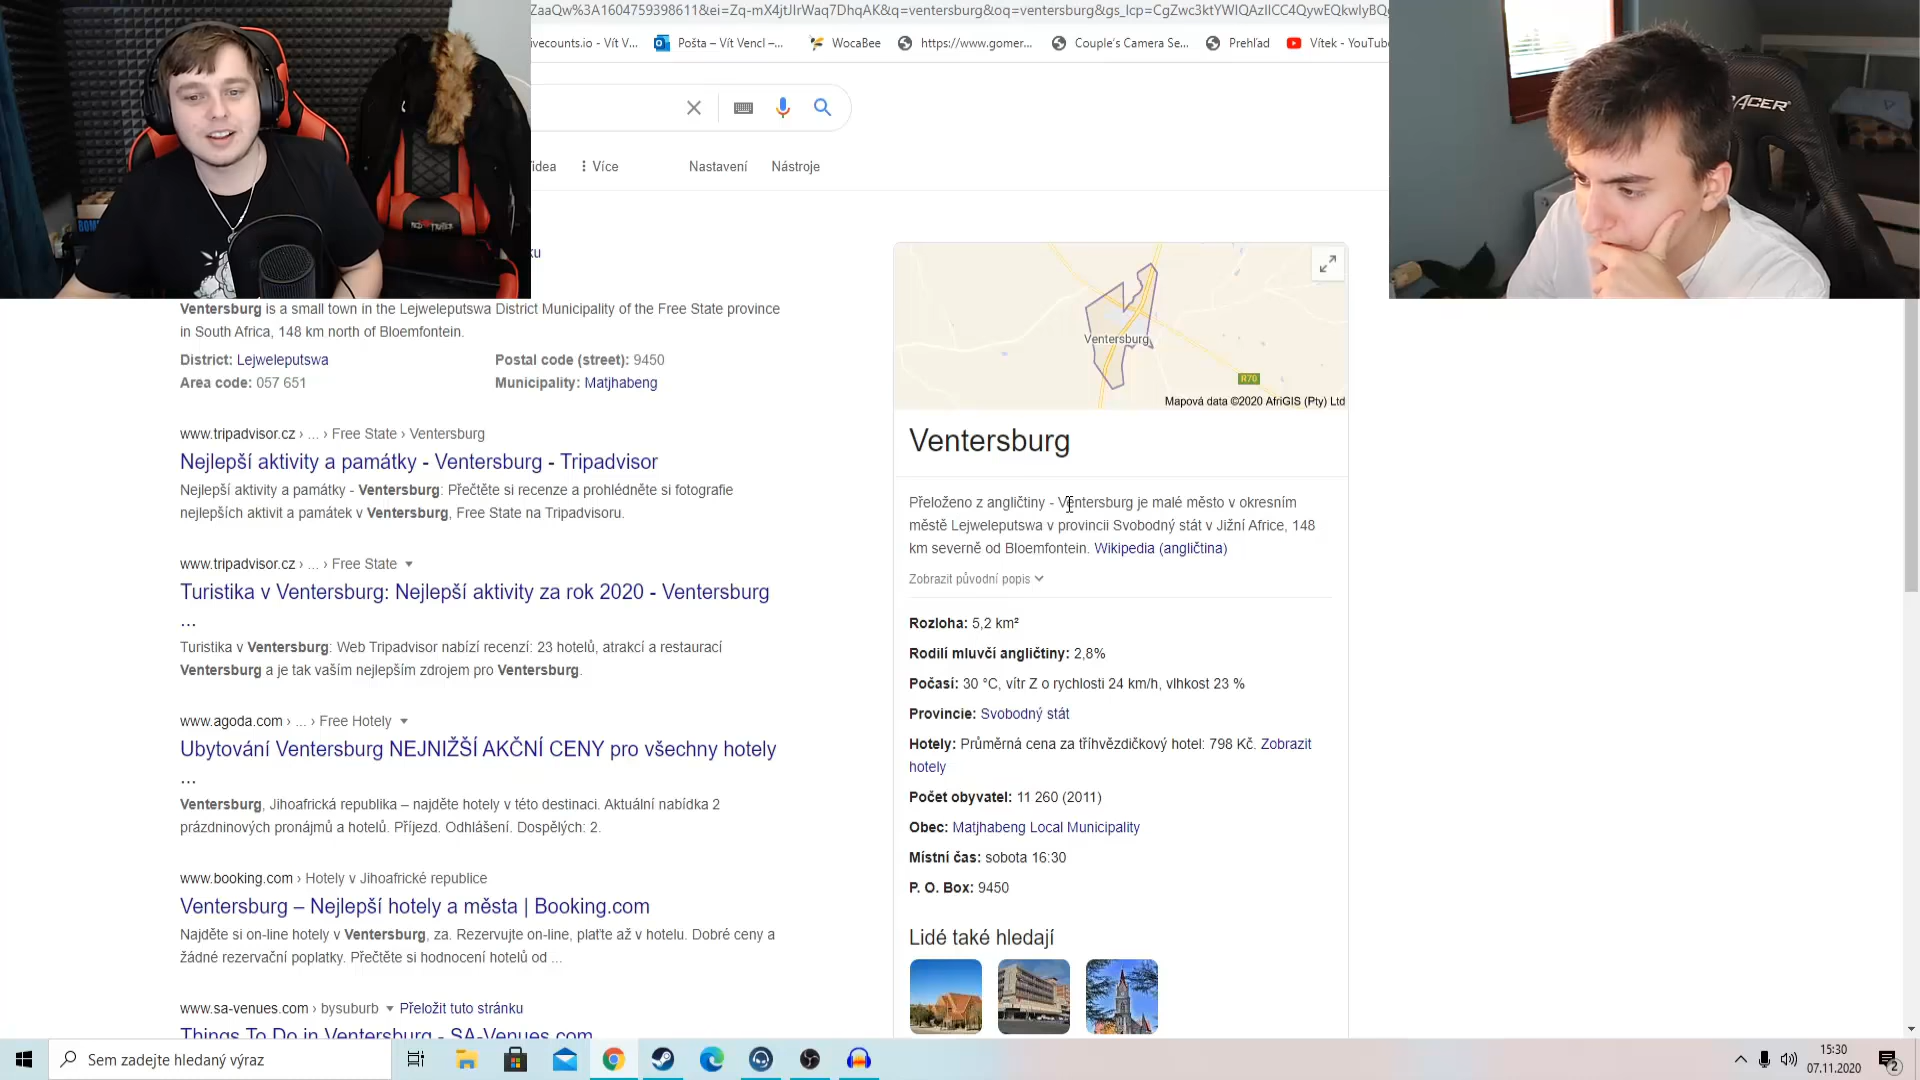 ZaaQw%3A1604759398611&ei=Zq-mX4jtJIrWaq7DhqAK&q=ventersburg&oq=ventersburg&gs_lcp=CgZwc3ktYWIQAzIICC4QywEQkwIyBQ
ivecounts.io - Vít V...
Pošta – Vít Vencl –...
WocaBee
https://www.gomer...
Couple's Camera Se...
Prehľad
Vítek - YouTube
idea
Více
Nastavení
Nástroje
ku
Ventersburg is a small town in the Lejweleputswa District Municipality of the Free State province
in South Africa, 148 km north of Bloemfontein.
District: Lejweleputswa
Postal code (street): 9450
Area code: 057 651
Municipality: Matjhabeng
www.tripadvisor.cz › ... › Free State › Ventersburg
Nejlepší aktivity a památky - Ventersburg - Tripadvisor
Nejlepší aktivity a památky - Ventersburg: Přečtěte si recenze a prohlédněte si fotografie
nejlepších aktivit a památek v Ventersburg, Free State na Tripadvisoru.
www.tripadvisor.cz › ... › Free State
Turistika v Ventersburg: Nejlepší aktivity za rok 2020 - Ventersburg
...
Turistika v Ventersburg: Web Tripadvisor nabízí recenzí: 23 hotelů, atrakcí a restaurací
Ventersburg a je tak vaším nejlepším zdrojem pro Ventersburg.
www.agoda.com › ... › Free Hotely
Ubytování Ventersburg NEJNIŽŠÍ AKČNÍ CENY pro všechny hotely
...
Ventersburg, Jihoafrická republika – najděte hotely v této destinaci. Aktuální nabídka 2
prázdninových pronájmů a hotelů. Příjezd. Odhlášení. Dospělých: 2.
www.booking.com › Hotely v Jihoafrické republice
Ventersburg – Nejlepší hotely a města | Booking.com
Najděte si on-line hotely v Ventersburg, za. Rezervujte on-line, plaťte až v hotelu. Dobré ceny a
žádné rezervační poplatky. Přečtěte si hodnocení hotelů od ...
www.sa-venues.com › bysuburb
Přeložit tuto stránku
Things To Do in Ventersburg - SA-Venues.com
Ventersburg
R70
Mapová data ©2020 AfriGIS (Pty) Ltd
Ventersburg
Přeloženo z angličtiny - Ventersburg je malé město v okresním
městě Lejweleputswa v provincii Svobodný stát v Jižní Africe, 148
km severně od Bloemfontein. Wikipedia (angličtina)
Zobrazit původní popis
Rozloha: 5,2 km²
Rodilí mluvčí angličtiny: 2,8%
Počasí: 30 °C, vítr Z o rychlosti 24 km/h, vlhkost 23 %
Provincie: Svobodný stát
Hotely: Průměrná cena za tříhvězdičkový hotel: 798 Kč. Zobrazit
hotely
Počet obyvatel: 11 260 (2011)
Obec: Matjhabeng Local Municipality
Místní čas: sobota 16:30
P. O. Box: 9450
Lidé také hledají
Sem zadejte hledaný výraz
15:30
07.11.2020
2